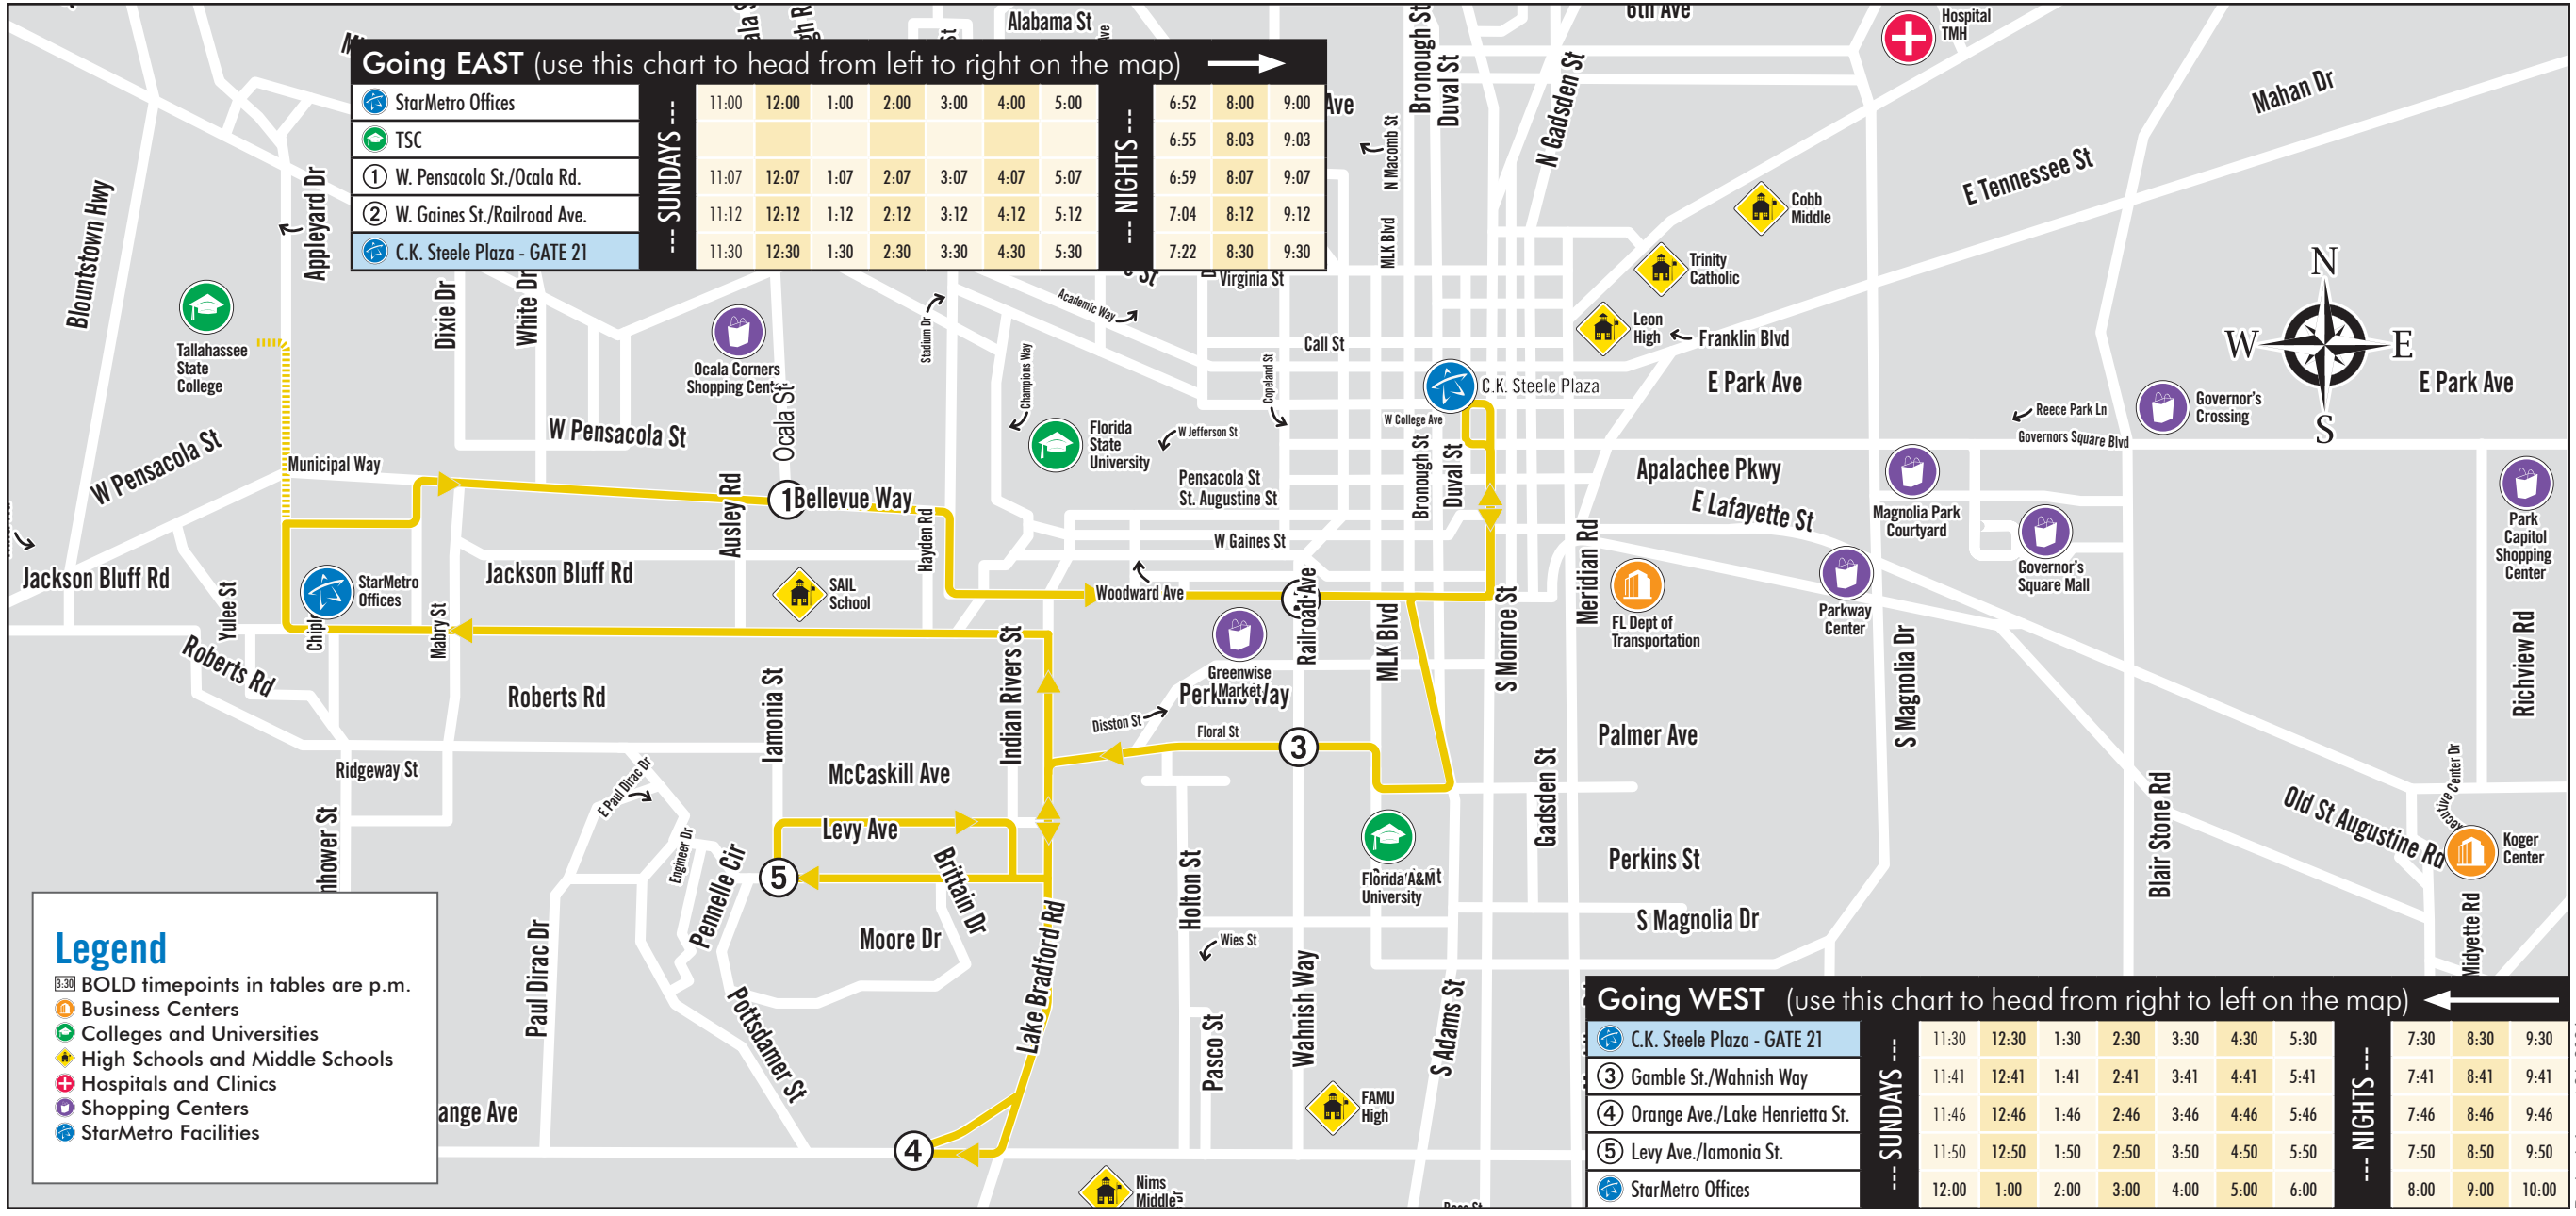 Alabama St
6th Ave
Hospital
TMH
Bronough St
Duval St
N Gadsden St
Mahan Dr
Going EAST (use this chart to head from left to right on the map)
---- SUNDAYS ---
---- NIGHTS ---
StarMetro Offices 11:00 12:00 1:00 2:00 3:00 4:00 5:00 6:52 8:00 9:00
TSC 6:55 8:03 9:03
1 W. Pensacola St./Ocala Rd. 11:07 12:07 1:07 2:07 3:07 4:07 5:07 6:59 8:07 9:07
2 W. Gaines St./Railroad Ave. 11:12 12:12 1:12 2:12 3:12 4:12 5:12 7:04 8:12 9:12
C.K. Steele Plaza - GATE 21 11:30 12:30 1:30 2:30 3:30 4:30 5:30 7:22 8:30 9:30
Ave
N Macomb St
MLK Blvd
E Tennessee St
Cobb
Middle
Trinity
Catholic
Leon
High
Franklin Blvd
Blountstown Hwy
Appleyard Dr
Dixie Dr
White Dr
Virginia St
Academic Way
Stadium Dr
Champions Way
Call St
Copeland St
Tallahassee
State
College
Ocala Corners
Shopping Cent
Ocala St
C.K. Steele Plaza
E Park Ave
E Park Ave
N
W
E
S
Governor's
Crossing
Reece Park Ln
Governors Square Blvd
W College Ave
W Pensacola St
W Pensacola St
Municipal Way
Florida
State
University
W Jefferson St
Pensacola St
St. Augustine St
Bronough St
Duval St
Apalachee Pkwy
E Lafayette St
Magnolia Park
Courtyard
Governor's
Square Mall
Park
Capitol
Shopping
Center
1
Bellevue Way
Ausley Rd
Hayden Rd
W Gaines St
Woodward Ave
Railroad Ave
Jackson Bluff Rd
Jackson Bluff Rd
StarMetro
Offices
SAIL
School
Yulee St
Chipl
Mabry St
Meridian Rd
FL Dept of
Transportation
Parkway
Center
S Magnolia Dr
Richview Rd
Greenwise
Market
Perkins Way
MLK Blvd
S Monroe St
Roberts Rd
Roberts Rd
Iamonia St
Indian Rivers St
Disston St
Floral St
3
Palmer Ave
Ridgeway St
McCaskill Ave
E Paul Dirac Dr
Engineer Dr
Levy Ave
5
Pennelle Cir
Brittain Dr
Moore Dr
Holton St
Florida A&M
University
Gadsden St
Perkins St
S Magnolia Dr
Blair Stone Rd
Old St Augustine Rd
Koger
Center
Midyette Rd
nhower St
Paul Dirac Dr
Pottsdamer St
Lake Bradford Rd
Wies St
Pasco St
Wahnish Way
S Adams St
FAMU
High
ange Ave
4
Nims
Middle
Legend
3:30 BOLD timepoints in tables are p.m.
Business Centers
Colleges and Universities
High Schools and Middle Schools
Hospitals and Clinics
Shopping Centers
StarMetro Facilities
Going WEST (use this chart to head from right to left on the map)
---- SUNDAYS ---
---- NIGHTS ---
C.K. Steele Plaza - GATE 21 11:30 12:30 1:30 2:30 3:30 4:30 5:30 7:30 8:30 9:30
3 Gamble St./Wahnish Way 11:41 12:41 1:41 2:41 3:41 4:41 5:41 7:41 8:41 9:41
4 Orange Ave./Lake Henrietta St. 11:46 12:46 1:46 2:46 3:46 4:46 5:46 7:46 8:46 9:46
5 Levy Ave./Iamonia St. 11:50 12:50 1:50 2:50 3:50 4:50 5:50 7:50 8:50 9:50
StarMetro Offices 12:00 1:00 2:00 3:00 4:00 5:00 6:00 8:00 9:00 10:00